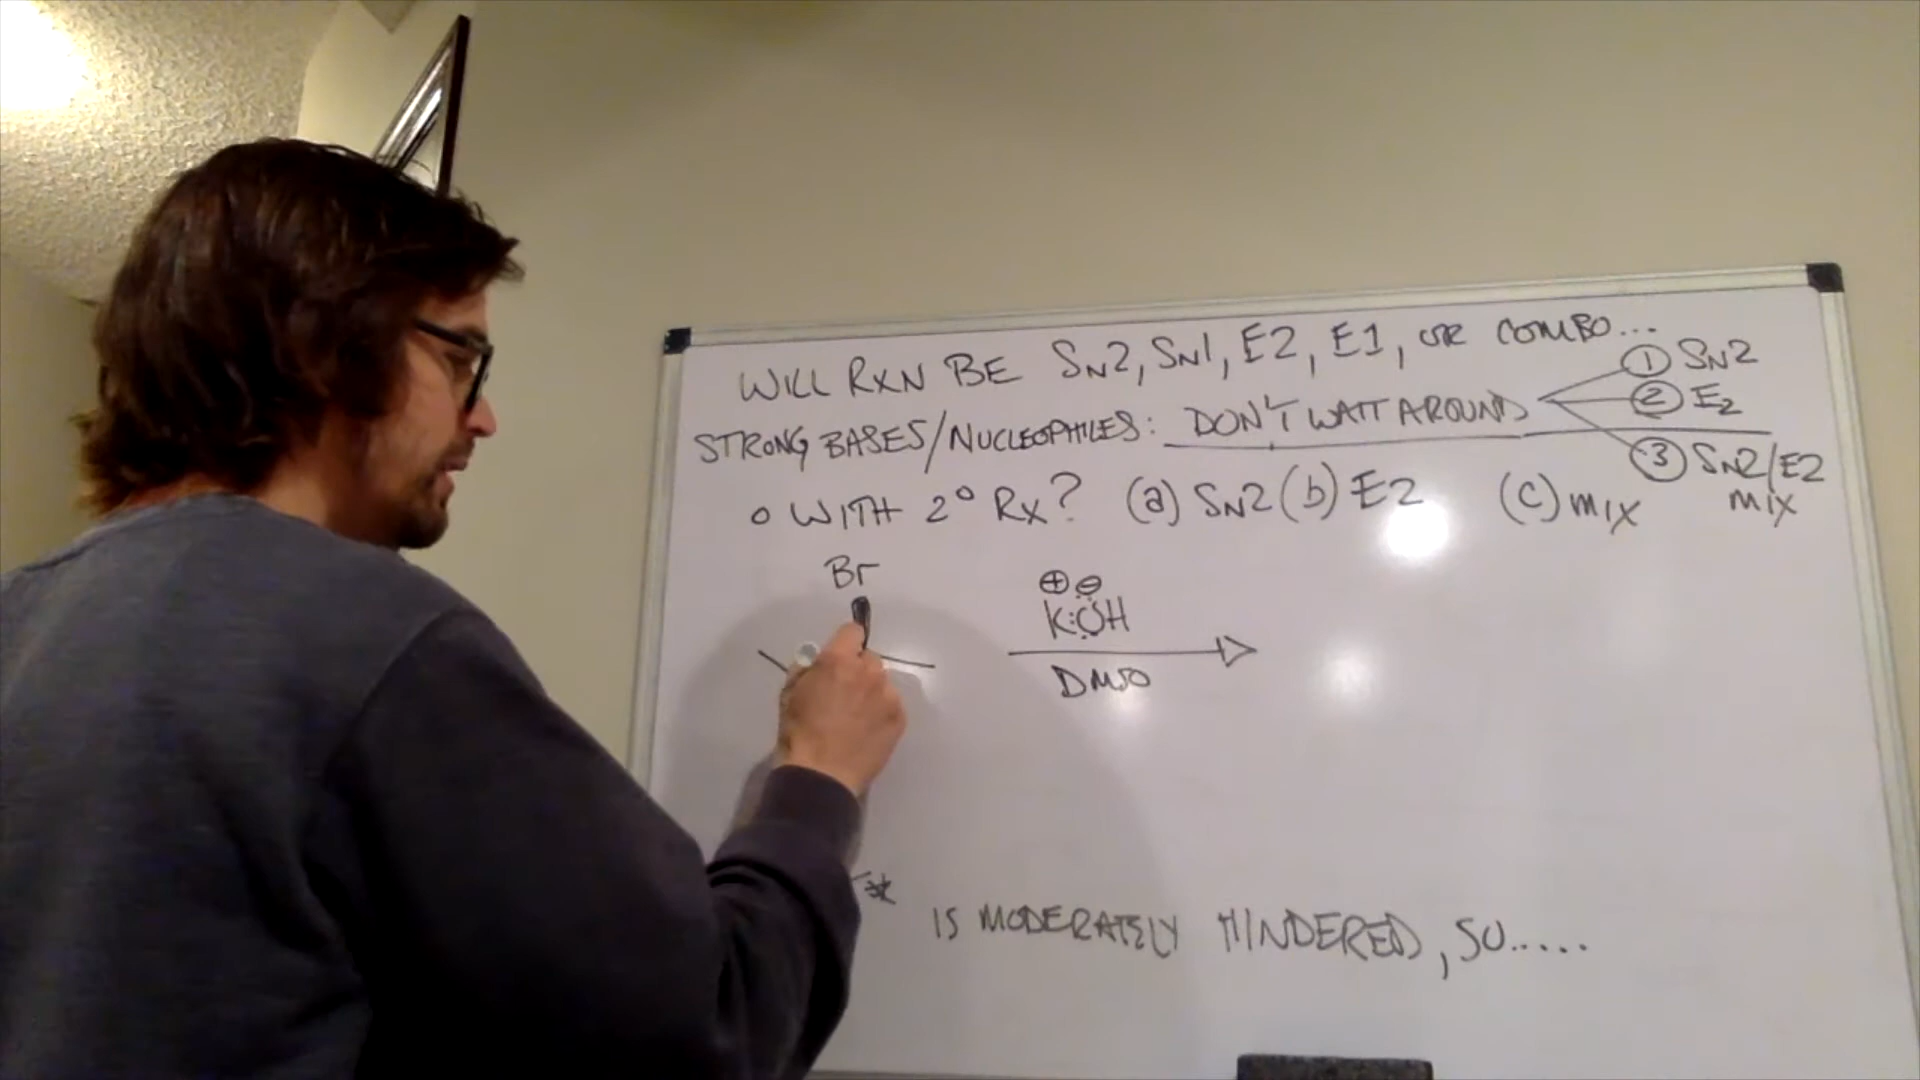 WILL RXN BE SN2, SN1, E2, E1, OR COMBO...
STRONG BASES/NUCLEOPHILES: DON'T WAIT AROUND
① SN2
② E2
③ SN2/E2
MIX
o WITH 2° RX? (a) SN2 (b) E2 (c) MIX
Br
⊕ ⊖
K:ÖH
DMSO
*
IS MODERATELY HINDERED, SO.....